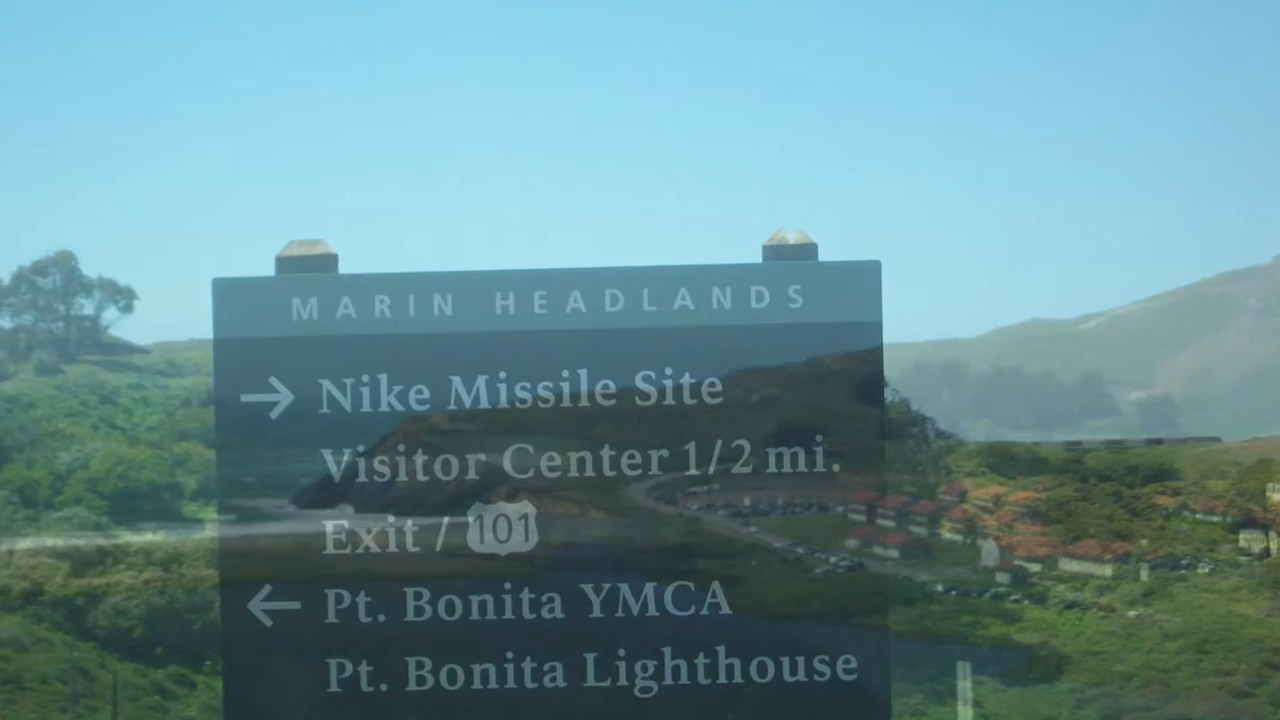 MARIN HEADLANDS
→ Nike Missile Site
Visitor Center 1/2 mi.
Exit / 101
← Pt. Bonita YMCA
Pt. Bonita Lighthouse